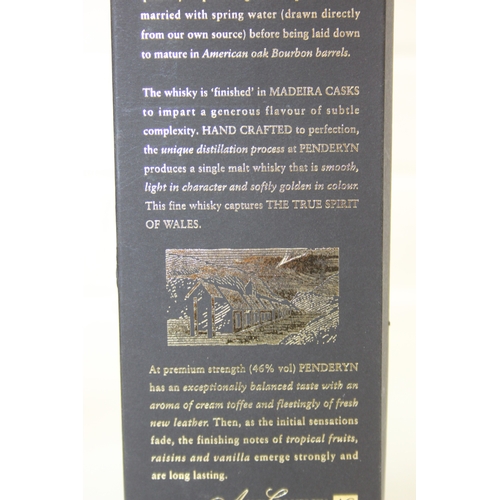 married with spring water (drawn directly
from our own source) before being laid down
to mature in American oak Bourbon barrels.
The whisky is 'finished' in MADEIRA CASKS
to impart a generous flavour of subtle
complexity. HAND CRAFTED to perfection,
the unique distillation process at PENDERYN
produces a single malt whisky that is smooth,
light in character and softly golden in colour.
This fine whisky captures THE TRUE SPIRIT
OF WALES.
At premium strength (46% vol) PENDERYN
has an exceptionally balanced taste with an
aroma of cream toffee and fleetingly of fresh
new leather. Then, as the initial sensations
fade, the finishing notes of tropical fruits,
raisins and vanilla emerge strongly and
are long lasting.